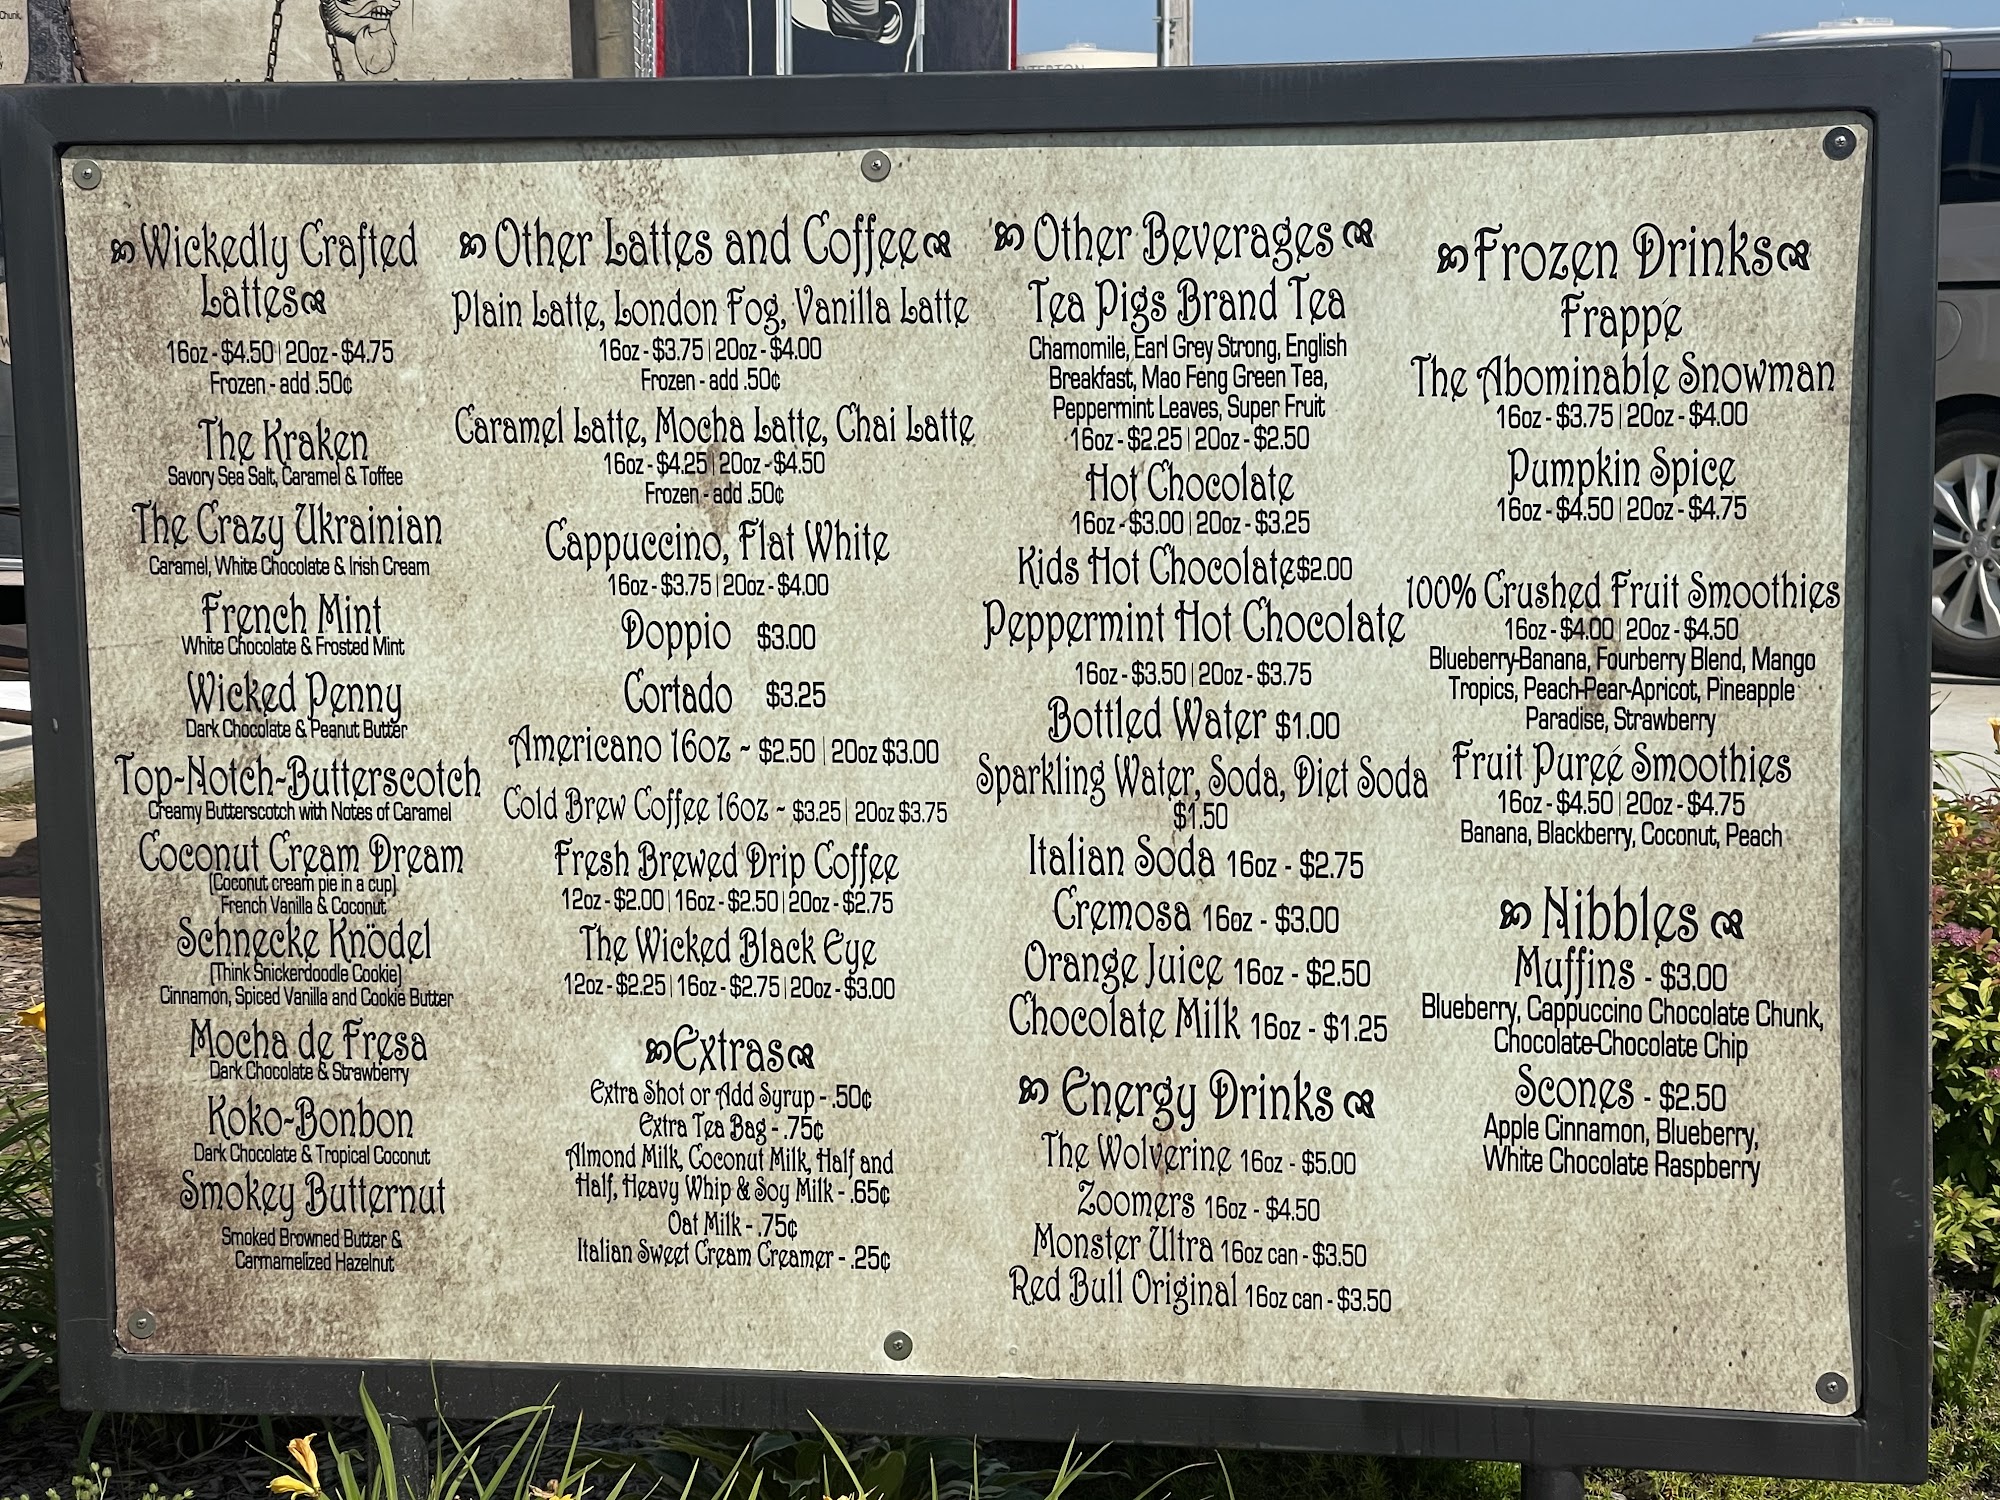 Chunk,
NTERTON
Wickedly Crafted
Lattes
16oz - $4.50 | 20oz - $4.75
Frozen - add .50¢
The Kraken
Savory Sea Salt, Caramel & Toffee
The Crazy Ukrainian
Caramel, White Chocolate & Irish Cream
French Mint
White Chocolate & Frosted Mint
Wicked Penny
Dark Chocolate & Peanut Butter
Top-Notch-Butterscotch
Creamy Butterscotch with Notes of Caramel
Coconut Cream Dream
(Coconut cream pie in a cup)
French Vanilla & Coconut
Schnecke Knödel
(Think Snickerdoodle Cookie)
Cinnamon, Spiced Vanilla and Cookie Butter
Mocha de Fresa
Dark Chocolate & Strawberry
Koko-Bonbon
Dark Chocolate & Tropical Coconut
Smokey Butternut
Smoked Browned Butter &
Carmamelized Hazelnut
Other Lattes and Coffee
Plain Latte, London Fog, Vanilla Latte
16oz - $3.75 | 20oz - $4.00
Frozen - add .50¢
Caramel Latte, Mocha Latte, Chai Latte
16oz - $4.25 | 20oz - $4.50
Frozen - add .50¢
Cappuccino, Flat White
16oz - $3.75 | 20oz - $4.00
Doppio $3.00
Cortado $3.25
Americano 16oz ~ $2.50 | 20oz $3.00
Cold Brew Coffee 16oz ~ $3.25 | 20oz $3.75
Fresh Brewed Drip Coffee
12oz - $2.00 | 16oz - $2.50 | 20oz - $2.75
The Wicked Black Eye
12oz - $2.25 | 16oz - $2.75 | 20oz - $3.00
Extras
Extra Shot or Add Syrup - .50¢
Extra Tea Bag - .75¢
Almond Milk, Coconut Milk, Half and
Half, Heavy Whip & Soy Milk - .65¢
Oat Milk - .75¢
Italian Sweet Cream Creamer - .25¢
Other Beverages
Tea Pigs Brand Tea
Chamomile, Earl Grey Strong, English
Breakfast, Mao Feng Green Tea,
Peppermint Leaves, Super Fruit
16oz - $2.25 | 20oz - $2.50
Hot Chocolate
16oz - $3.00 | 20oz - $3.25
Kids Hot Chocolate $2.00
Peppermint Hot Chocolate
16oz - $3.50 | 20oz - $3.75
Bottled Water $1.00
Sparkling Water, Soda, Diet Soda
$1.50
Italian Soda 16oz - $2.75
Cremosa 16oz - $3.00
Orange Juice 16oz - $2.50
Chocolate Milk 16oz - $1.25
Energy Drinks
The Wolverine 16oz - $5.00
Zoomers 16oz - $4.50
Monster Ultra 16oz can - $3.50
Red Bull Original 16oz can - $3.50
Frozen Drinks
Frappé
The Abominable Snowman
16oz - $3.75 | 20oz - $4.00
Pumpkin Spice
16oz - $4.50 | 20oz - $4.75
100% Crushed Fruit Smoothies
16oz - $4.00 | 20oz - $4.50
Blueberry-Banana, Fourberry Blend, Mango
Tropics, Peach-Pear-Apricot, Pineapple
Paradise, Strawberry
Fruit Pureé Smoothies
16oz - $4.50 | 20oz - $4.75
Banana, Blackberry, Coconut, Peach
Nibbles
Muffins - $3.00
Blueberry, Cappuccino Chocolate Chunk,
Chocolate-Chocolate Chip
Scones - $2.50
Apple Cinnamon, Blueberry,
White Chocolate Raspberry